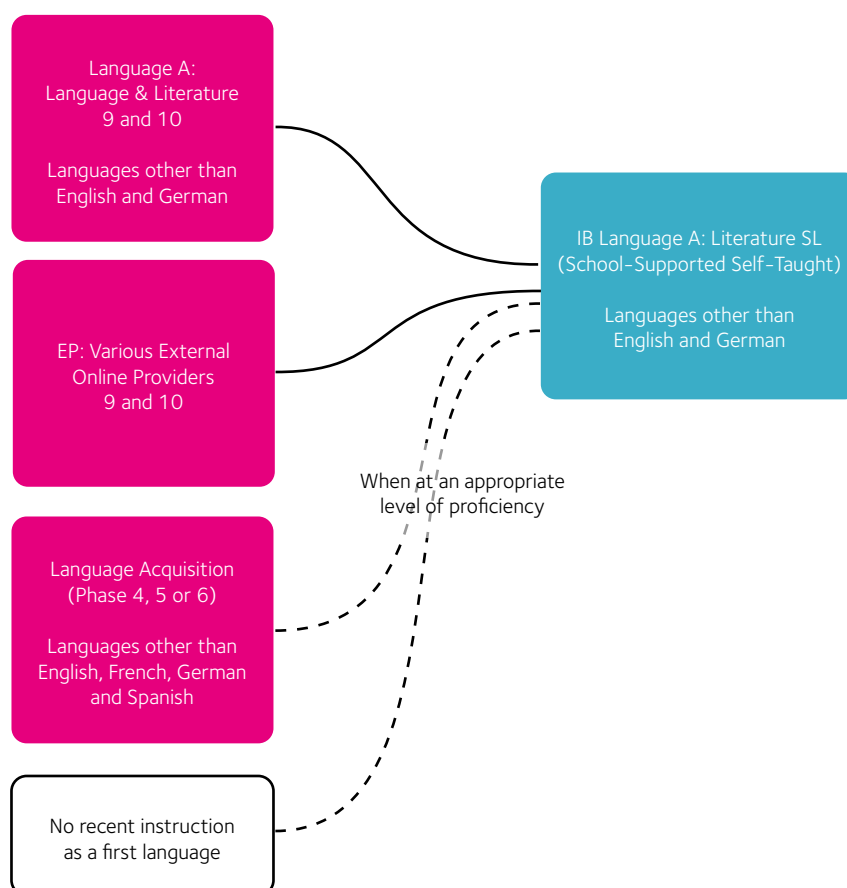 Language A:
Language & Literature
9 and 10
Languages other than
English and German
IB Language A: Literature SL
(School-Supported Self-Taught)
Languages other than
English and German
EP: Various External
Online Providers
9 and 10
When at an appropriate
level of proficiency
Language Acquisition
(Phase 4, 5 or 6)
Languages other than
English, French, German
and Spanish
No recent instruction
as a first language